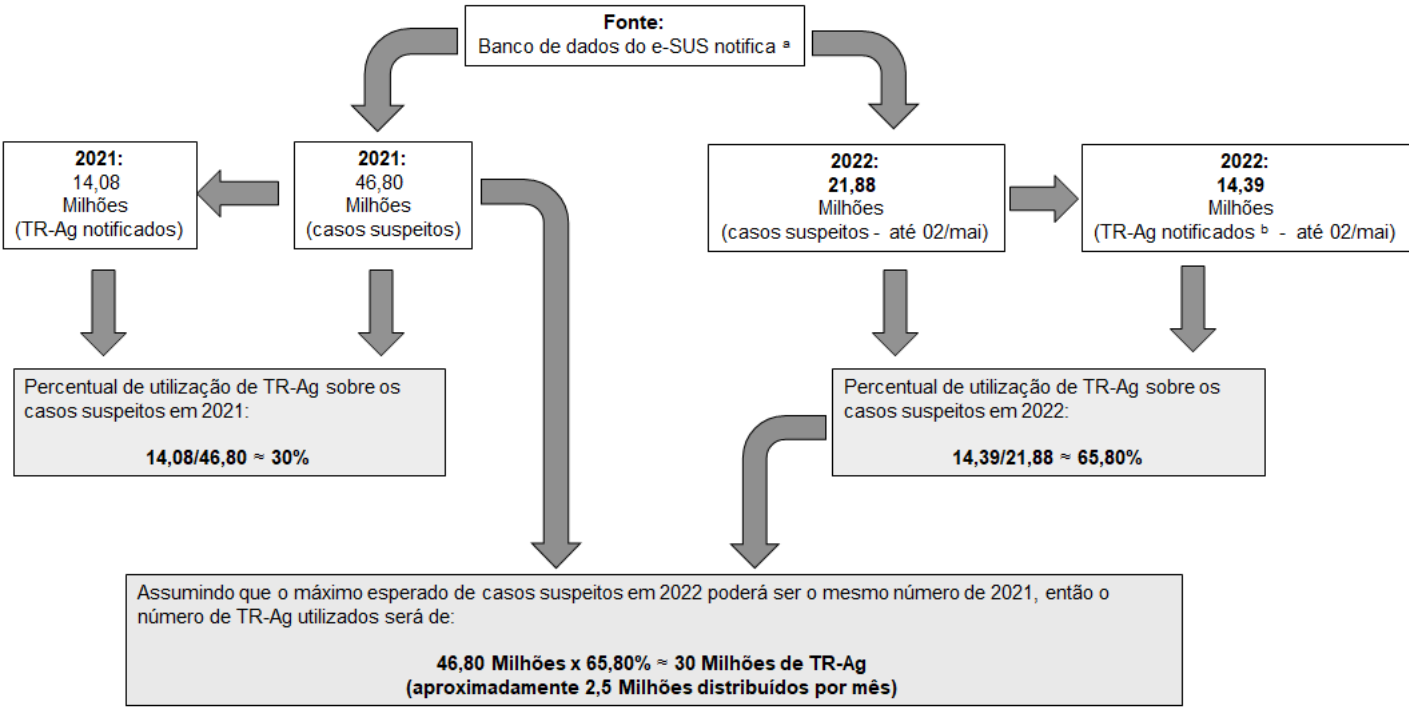 Fonte:
Banco de dados do e-SUS notifica ª
2021:
14,08
Milhões
(TR-Ag notificados)
2021:
46,80
Milhões
(casos suspeitos)
2022:
21,88
Milhões
(casos suspeitos - até 02/mai)
2022:
14,39
Milhões
(TR-Ag notificados ᵇ - até 02/mai)
Percentual de utilização de TR-Ag sobre os
casos suspeitos em 2021:
14,08/46,80 ≈ 30%
Percentual de utilização de TR-Ag sobre os
casos suspeitos em 2022:
14,39/21,88 ≈ 65,80%
Assumindo que o máximo esperado de casos suspeitos em 2022 poderá ser o mesmo número de 2021, então o
número de TR-Ag utilizados será de:
46,80 Milhões x 65,80% ≈ 30 Milhões de TR-Ag
(aproximadamente 2,5 Milhões distribuídos por mês)